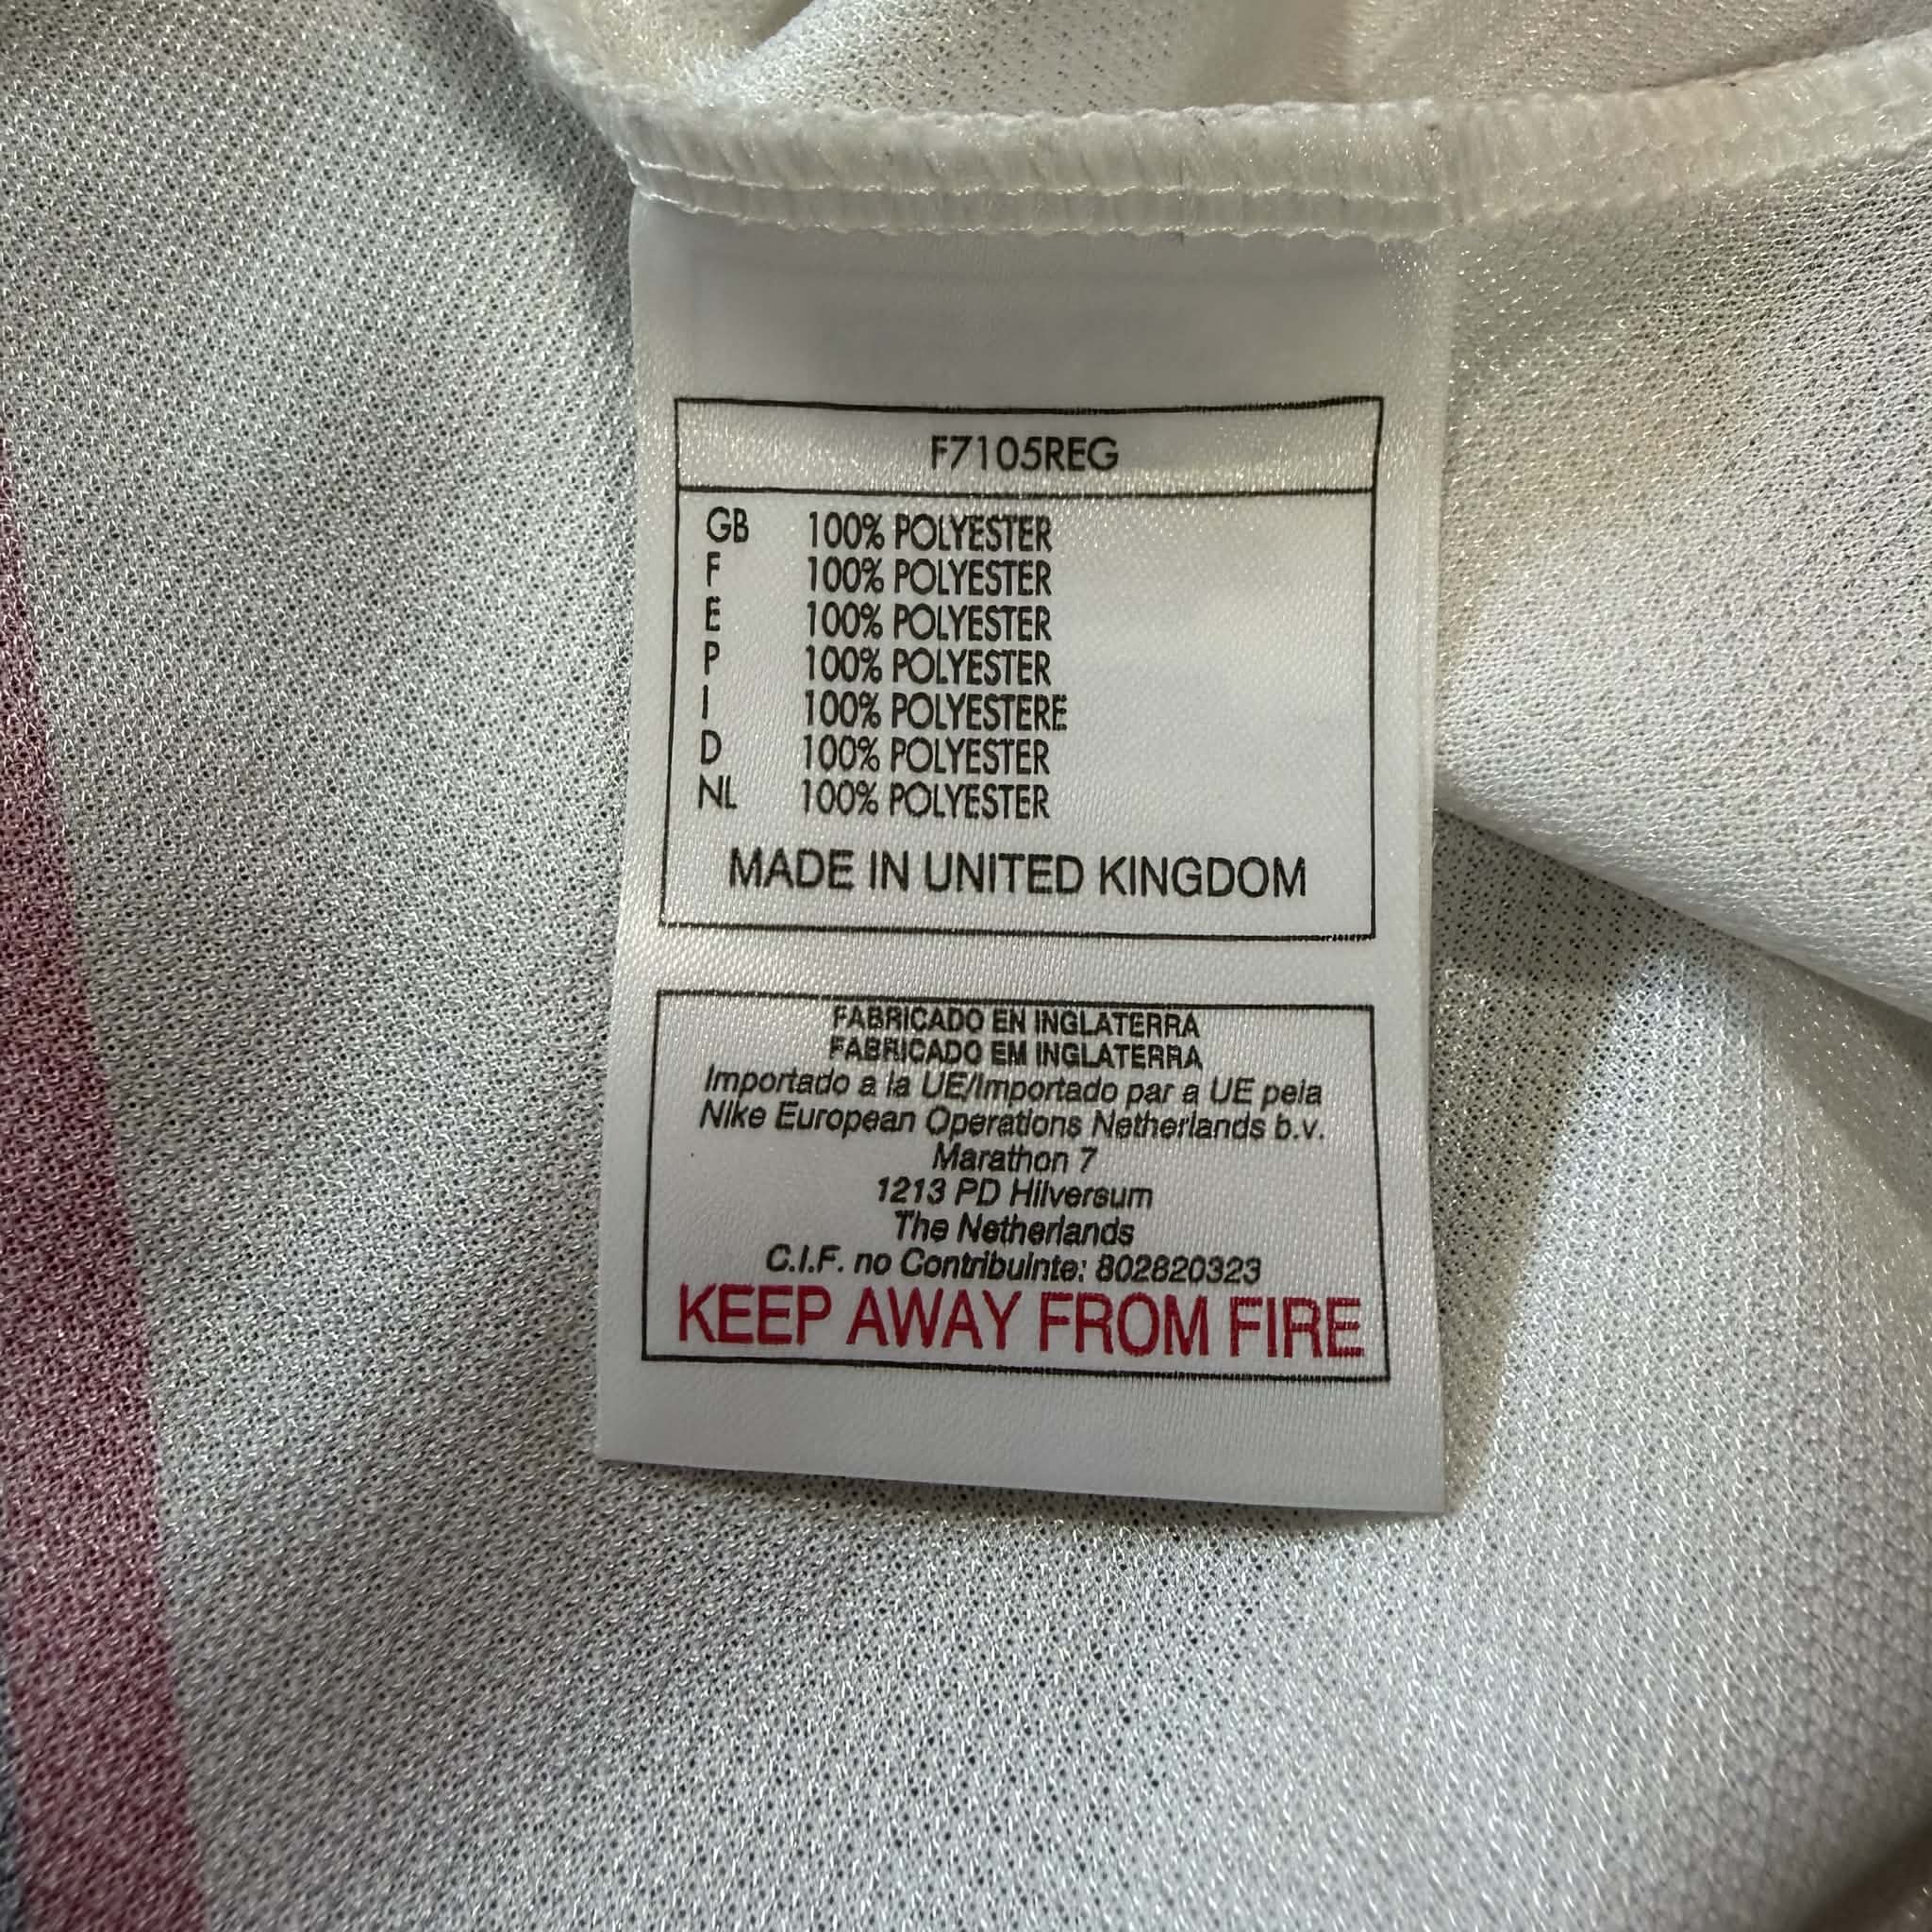 F7105REG
GB 100% POLYESTER
F 100% POLYESTER
E 100% POLYESTER
P 100% POLYESTER
I 100% POLYESTERE
D 100% POLYESTER
NL 100% POLYESTER
MADE IN UNITED KINGDOM
FABRICADO EN INGLATERRA
FABRICADO EM INGLATERRA
Importado a la UE/Importado par a UE pela
Nike European Operations Netherlands b.v.
Marathon 7
1213 PD Hilversum
The Netherlands
C.I.F. no Contribuinte: 802820323
KEEP AWAY FROM FIRE